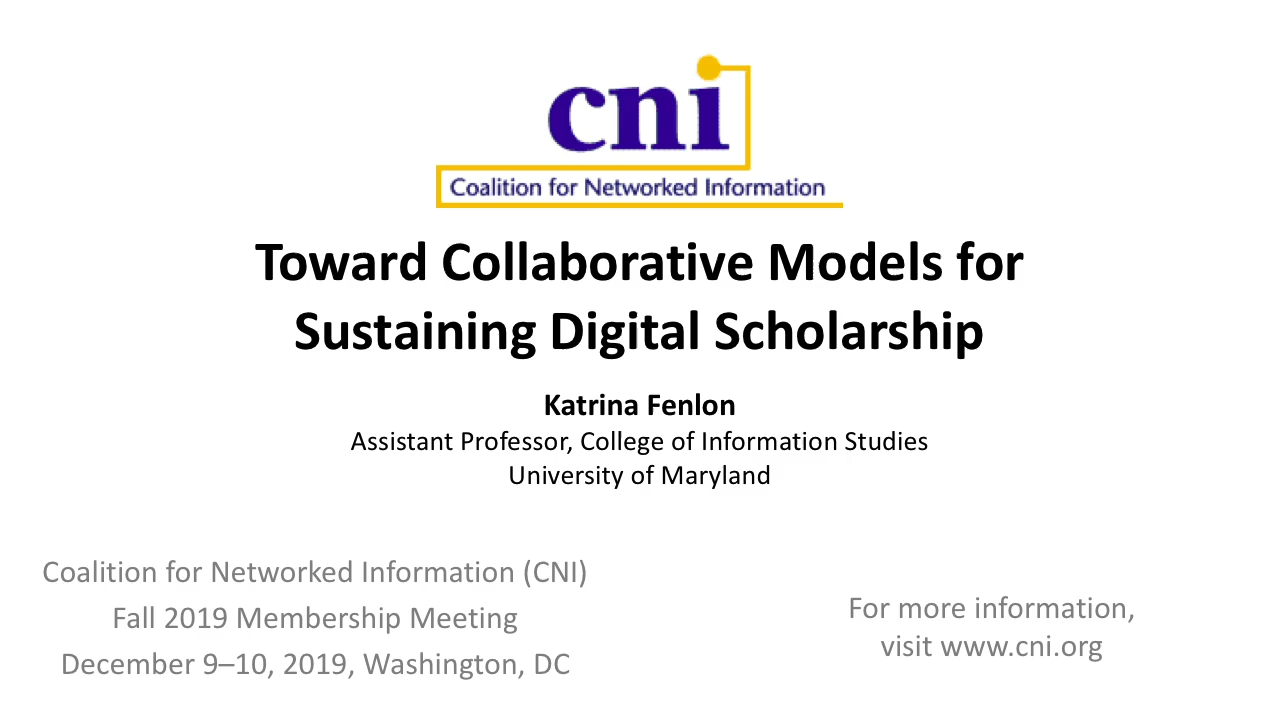 cni
Coalition for Networked Information
Toward Collaborative Models for
Sustaining Digital Scholarship
Katrina Fenlon
Assistant Professor, College of Information Studies
University of Maryland
Coalition for Networked Information (CNI)
Fall 2019 Membership Meeting
December 9–10, 2019, Washington, DC
For more information,
visit www.cni.org